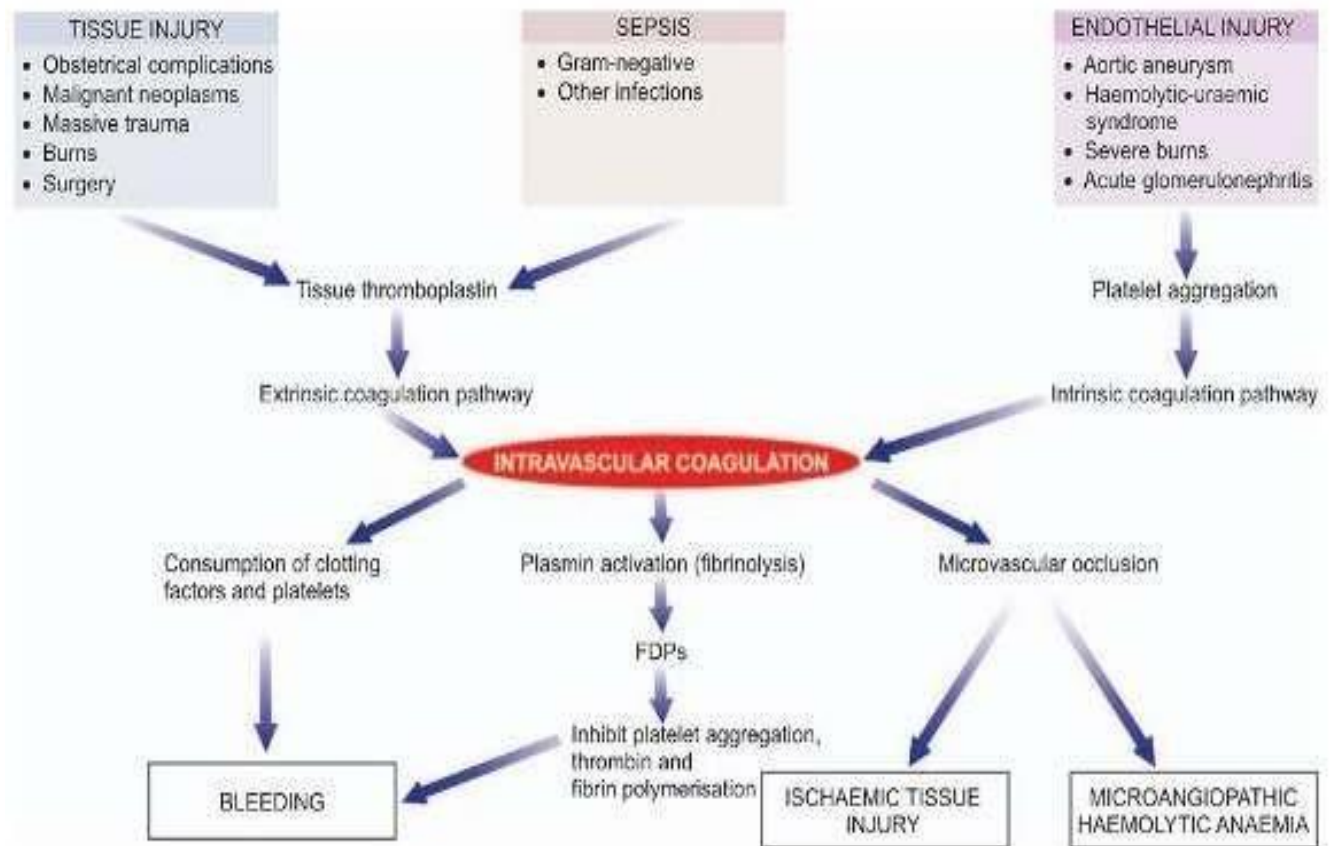 TISSUE INJURY
• Obstetrical complications
• Malignant neoplasms
• Massive trauma
• Burns
• Surgery
SEPSIS
• Gram-negative
• Other infections
ENDOTHELIAL INJURY
• Aortic aneurysm
• Haemolytic-uraemic
syndrome
• Severe burns
• Acute glomerulonephritis
Tissue thromboplastin
Platelet aggregation
Extrinsic coagulation pathway
Intrinsic coagulation pathway
INTRAVASCULAR COAGULATION
Consumption of clotting
factors and platelets
Plasmin activation (fibrinolysis)
Microvascular occlusion
FDPs
Inhibit platelet aggregation,
thrombin and
fibrin polymerisation
BLEEDING
ISCHAEMIC TISSUE
INJURY
MICROANGIOPATHIC
HAEMOLYTIC ANAEMIA